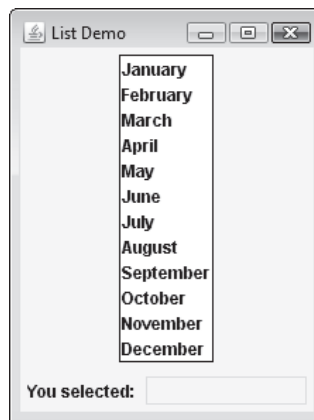 List Demo
January
February
March
April
May
June
July
August
September
October
November
December
You selected: